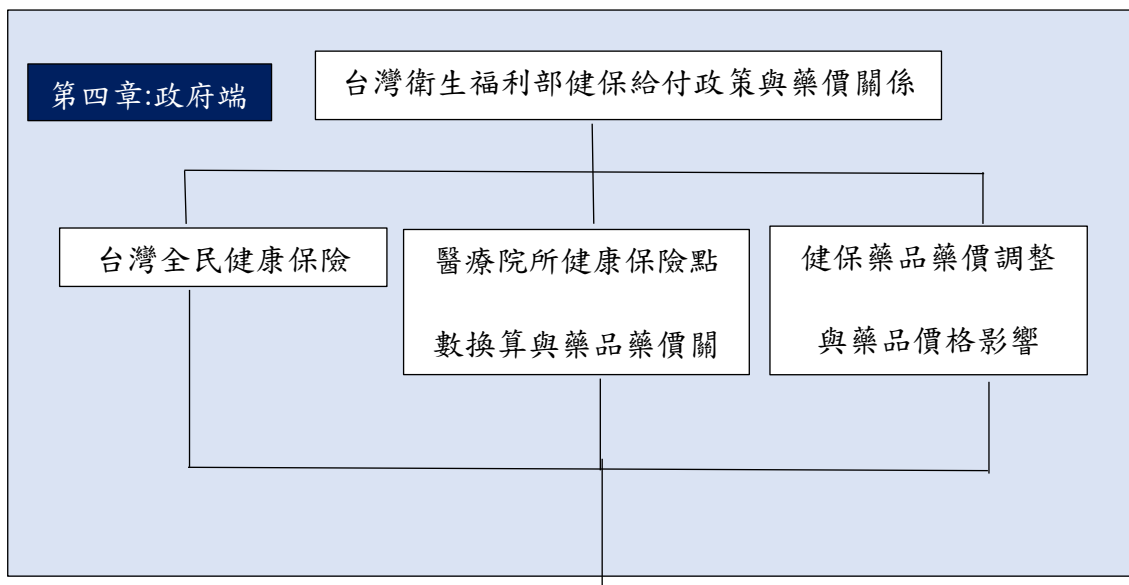 第四章:政府端
台灣衛生福利部健保給付政策與藥價關係
台灣全民健康保險
醫療院所健康保險點
數換算與藥品藥價關
健保藥品藥價調整
與藥品價格影響